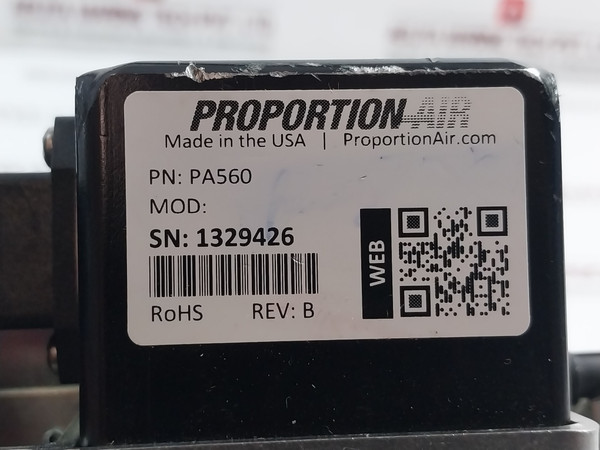 PROPORTION-AIR
Made in the USA | ProportionAir.com
PN: PA560
MOD:
SN: 1329426
WEB
RoHS REV: B